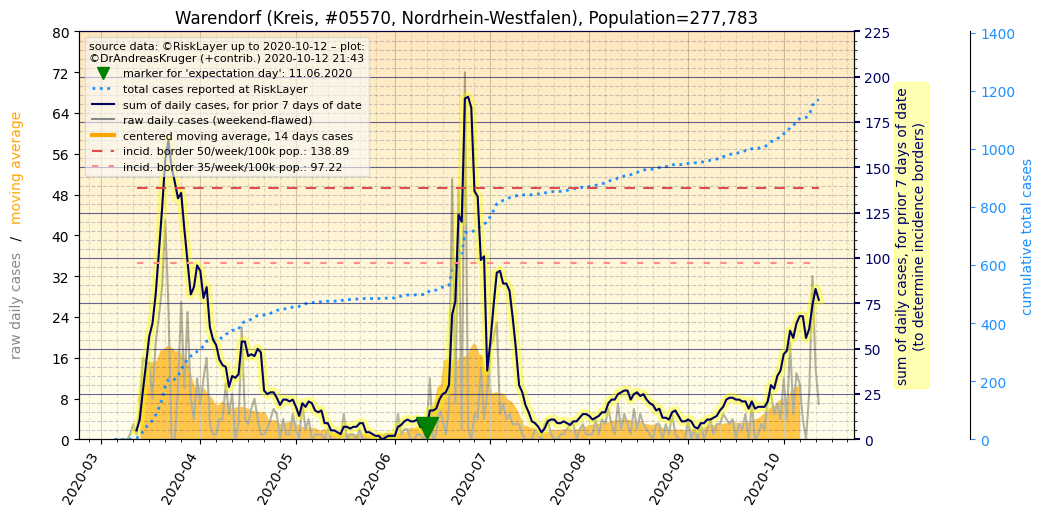 Warendorf (Kreis, #05570, Nordrhein-Westfalen), Population=277,783
source data: ©RiskLayer up to 2020-10-12 – plot:
©DrAndreasKruger (+contrib.) 2020-10-12 21:43
marker for 'expectation day': 11.06.2020
total cases reported at RiskLayer
sum of daily cases, for prior 7 days of date
raw daily cases (weekend-flawed)
centered moving average, 14 days cases
incid. border 50/week/100k pop.: 138.89
incid. border 35/week/100k pop.: 97.22
raw daily cases / moving average
80
72
64
56
48
40
32
24
16
8
0
225
200
175
150
125
100
75
50
25
0
sum of daily cases, for prior 7 days of date
(to determine incidence borders)
1400
1200
1000
800
600
400
200
0
cumulative total cases
2020-03
2020-04
2020-05
2020-06
2020-07
2020-08
2020-09
2020-10